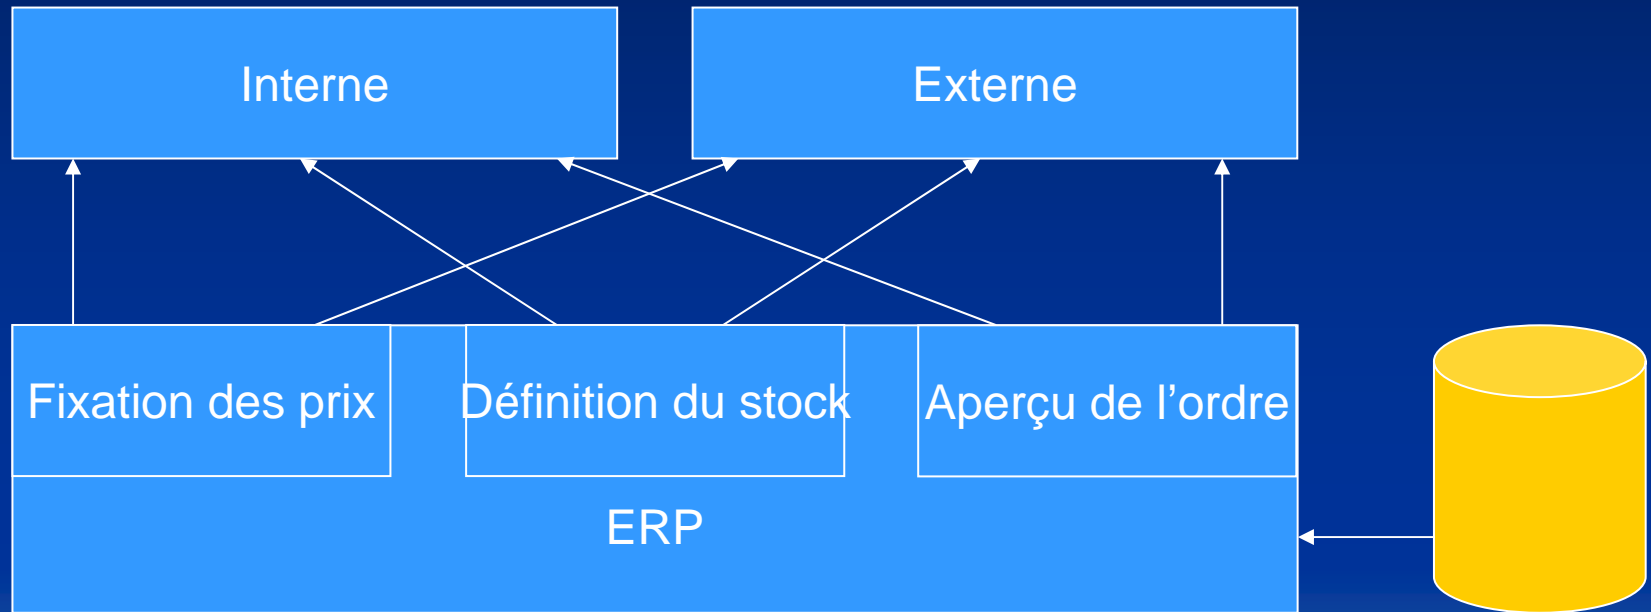 Interne
Externe
Fixation des prix
Définition du stock
Aperçu de l’ordre
ERP